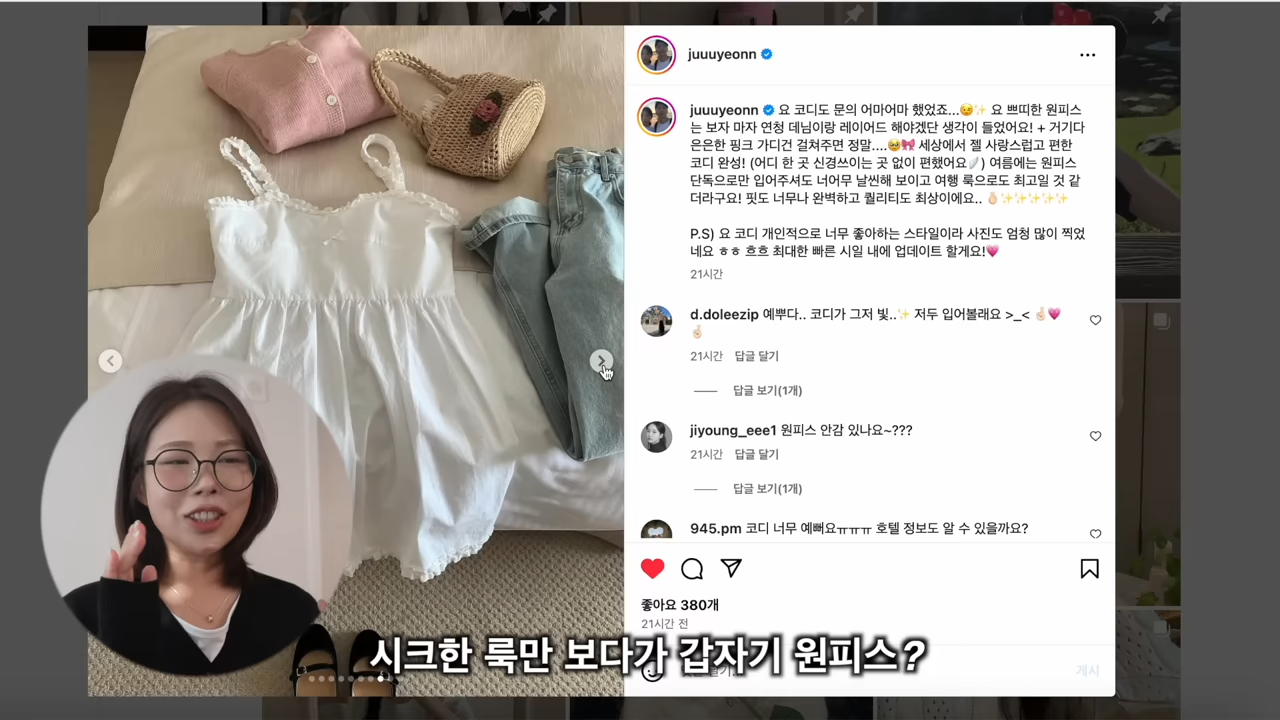 juuuyeonn
juuuyeonn 요 코디도 문의 어마어마 했었죠...😉✨ 요 쁘띠한 원피스
는 보자 마자 연청 데님이랑 레이어드 해야겠단 생각이 들었어요! + 거기다
은은한 핑크 가디건 걸쳐주면 정말....🥹🎀 세상에서 젤 사랑스럽고 편한
코디 완성! (어디 한 곳 신경쓰이는 곳 없이 편했어요🪽) 여름에는 원피스
단독으로만 입어주셔도 너어무 날씬해 보이고 여행 룩으로도 최고일 것 같
더라구요! 핏도 너무나 완벽하고 퀄리티도 최상이에요.. 🫰🏻✨✨✨✨✨
P.S) 요 코디 개인적으로 너무 좋아하는 스타일이라 사진도 엄청 많이 찍었
네요 ㅎㅎ 흐흐 최대한 빠른 시일 내에 업데이트 할게요!💗
21시간
d.doleezip 예뿌다.. 코디가 그저 빛..✨ 저두 입어볼래요 >_< 🤞🏻💗
🤞🏻
21시간 답글 달기
답글 보기(1개)
jiyoung_eee1 원피스 안감 있나요~???
21시간 답글 달기
답글 보기(1개)
945.pm 코디 너무 예뻐요ㅠㅠㅠ 호텔 정보도 알 수 있을까요?
좋아요 380개
21시간 전
시크한 룩만 보다가 갑자기 원피스?
게시